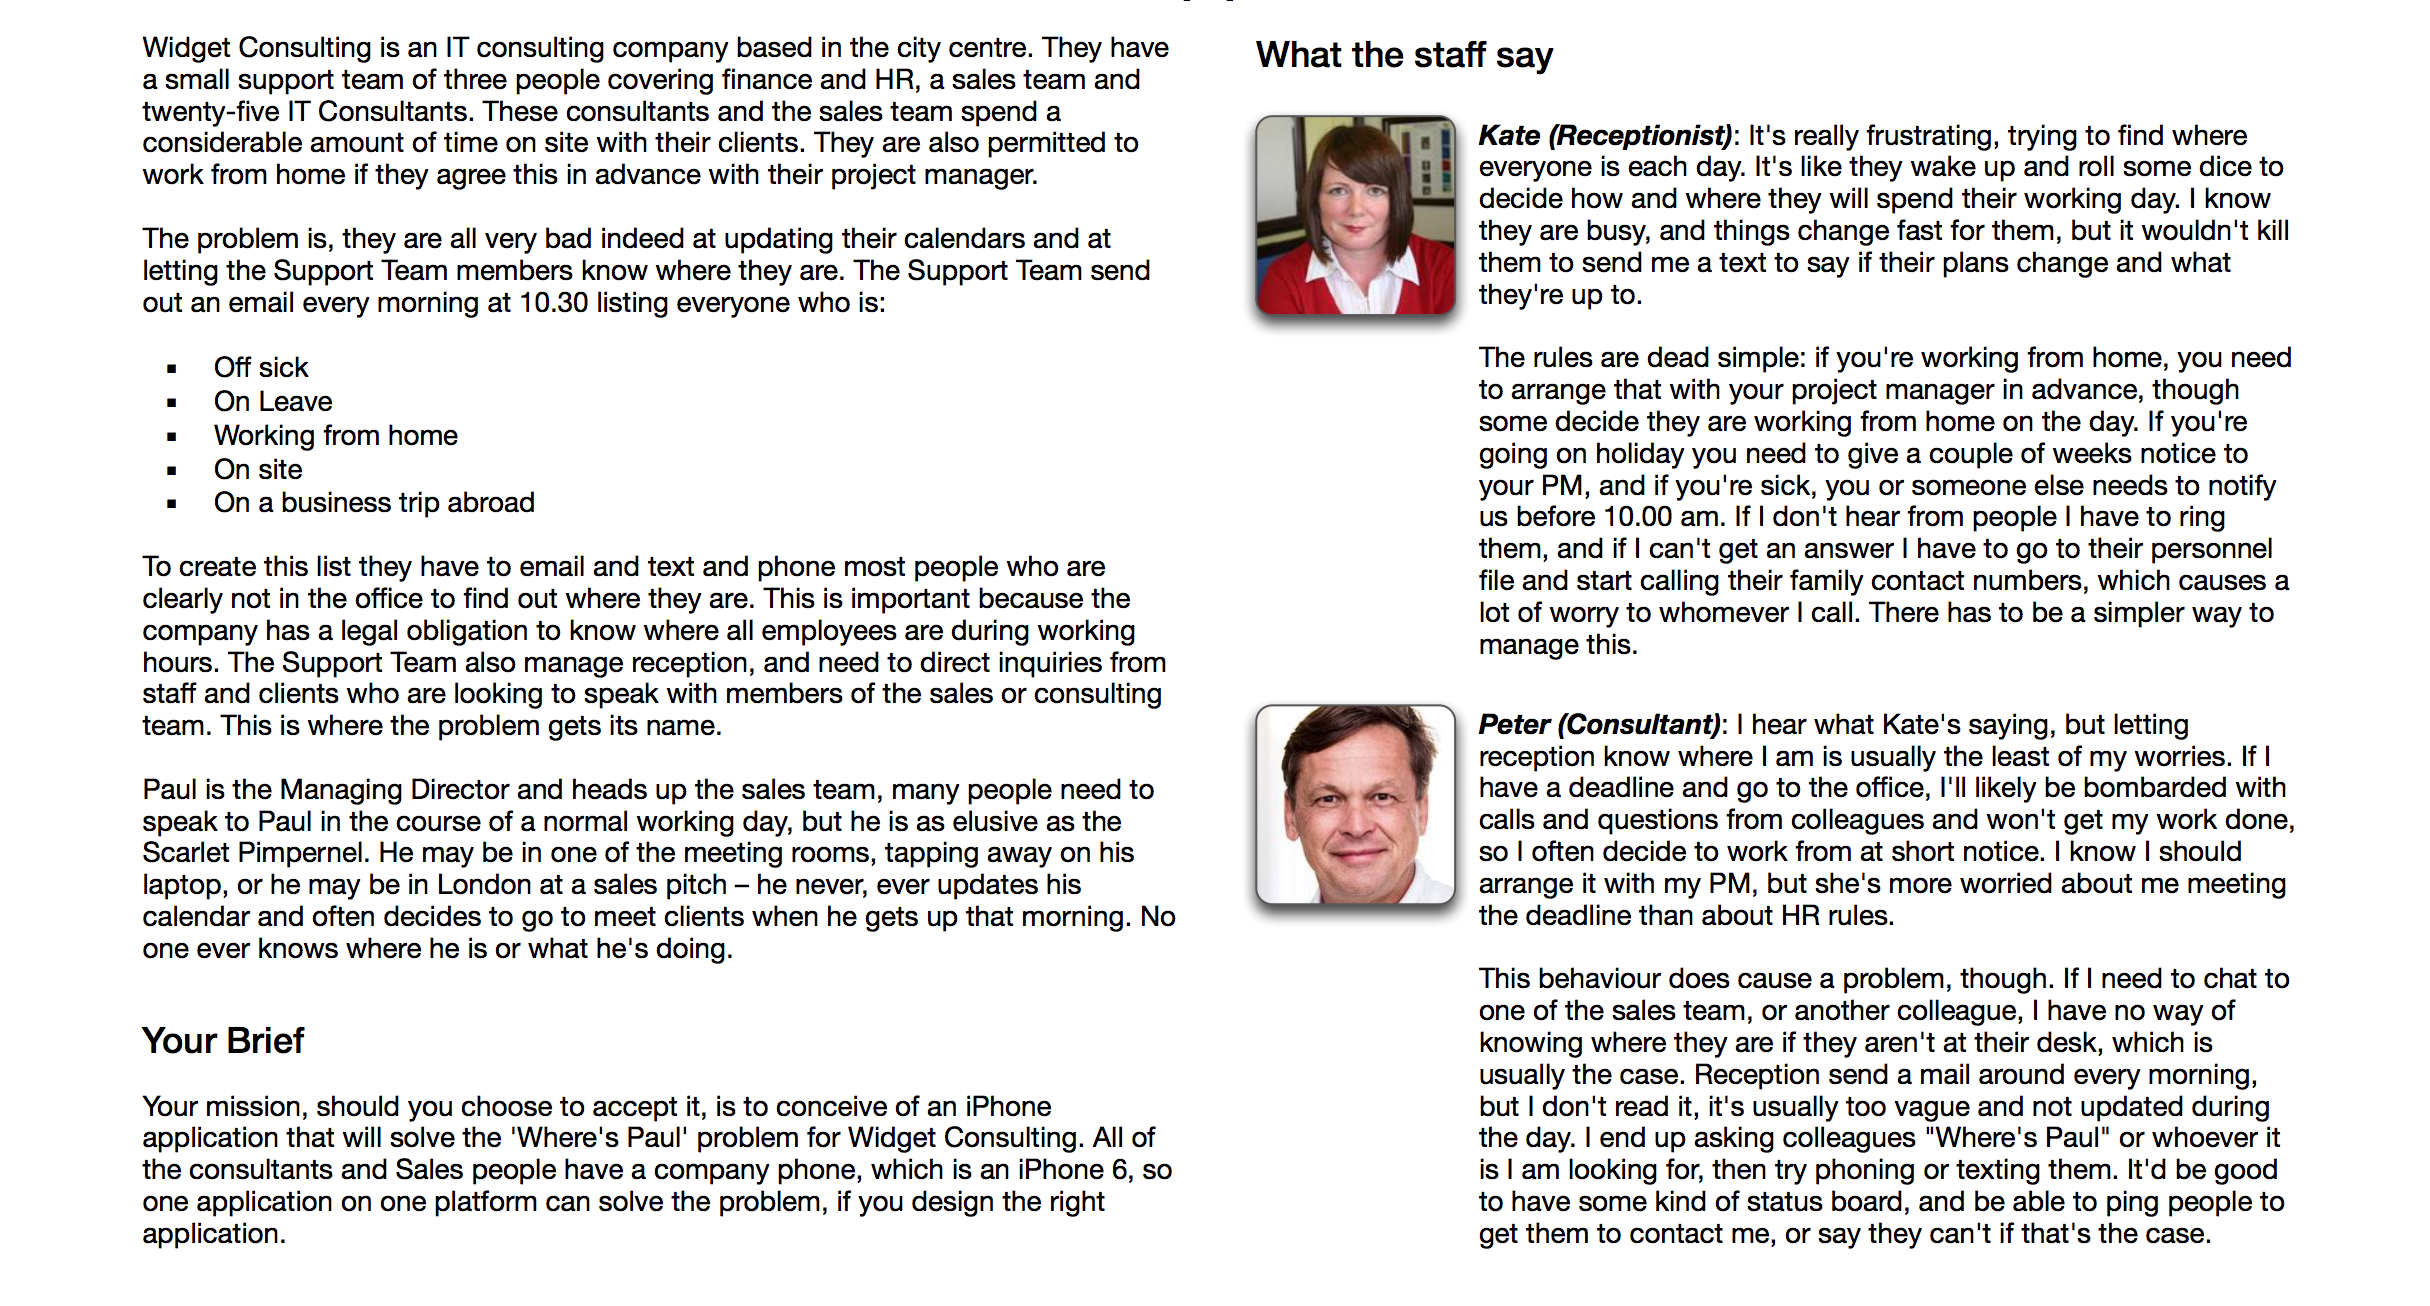 Widget Consulting is an IT consulting company based in the city centre. They have
a small support team of three people covering finance and HR, a sales team and
twenty-five IT Consultants. These consultants and the sales team spend a
considerable amount of time on site with their clients. They are also permitted to
work from home if they agree this in advance with their project manager.
The problem is, they are all very bad indeed at updating their calendars and at
letting the Support Team members know where they are. The Support Team send
out an email every morning at 10.30 listing everyone who is:
▪ Off sick
▪ On Leave
▪ Working from home
▪ On site
▪ On a business trip abroad
To create this list they have to email and text and phone most people who are
clearly not in the office to find out where they are. This is important because the
company has a legal obligation to know where all employees are during working
hours. The Support Team also manage reception, and need to direct inquiries from
staff and clients who are looking to speak with members of the sales or consulting
team. This is where the problem gets its name.
Paul is the Managing Director and heads up the sales team, many people need to
speak to Paul in the course of a normal working day, but he is as elusive as the
Scarlet Pimpernel. He may be in one of the meeting rooms, tapping away on his
laptop, or he may be in London at a sales pitch – he never, ever updates his
calendar and often decides to go to meet clients when he gets up that morning. No
one ever knows where he is or what he's doing.
Your Brief
Your mission, should you choose to accept it, is to conceive of an iPhone
application that will solve the 'Where's Paul' problem for Widget Consulting. All of
the consultants and Sales people have a company phone, which is an iPhone 6, so
one application on one platform can solve the problem, if you design the right
application.
What the staff say
Kate (Receptionist): It's really frustrating, trying to find where
everyone is each day. It's like they wake up and roll some dice to
decide how and where they will spend their working day. I know
they are busy, and things change fast for them, but it wouldn't kill
them to send me a text to say if their plans change and what
they're up to.
The rules are dead simple: if you're working from home, you need
to arrange that with your project manager in advance, though
some decide they are working from home on the day. If you're
going on holiday you need to give a couple of weeks notice to
your PM, and if you're sick, you or someone else needs to notify
us before 10.00 am. If I don't hear from people I have to ring
them, and if I can't get an answer I have to go to their personnel
file and start calling their family contact numbers, which causes a
lot of worry to whomever I call. There has to be a simpler way to
manage this.
Peter (Consultant): I hear what Kate's saying, but letting
reception know where I am is usually the least of my worries. If I
have a deadline and go to the office, I'll likely be bombarded with
calls and questions from colleagues and won't get my work done,
so I often decide to work from at short notice. I know I should
arrange it with my PM, but she's more worried about me meeting
the deadline than about HR rules.
This behaviour does cause a problem, though. If I need to chat to
one of the sales team, or another colleague, I have no way of
knowing where they are if they aren't at their desk, which is
usually the case. Reception send a mail around every morning,
but I don't read it, it's usually too vague and not updated during
the day. I end up asking colleagues "Where's Paul" or whoever it
is I am looking for, then try phoning or texting them. It'd be good
to have some kind of status board, and be able to ping people to
get them to contact me, or say they can't if that's the case.